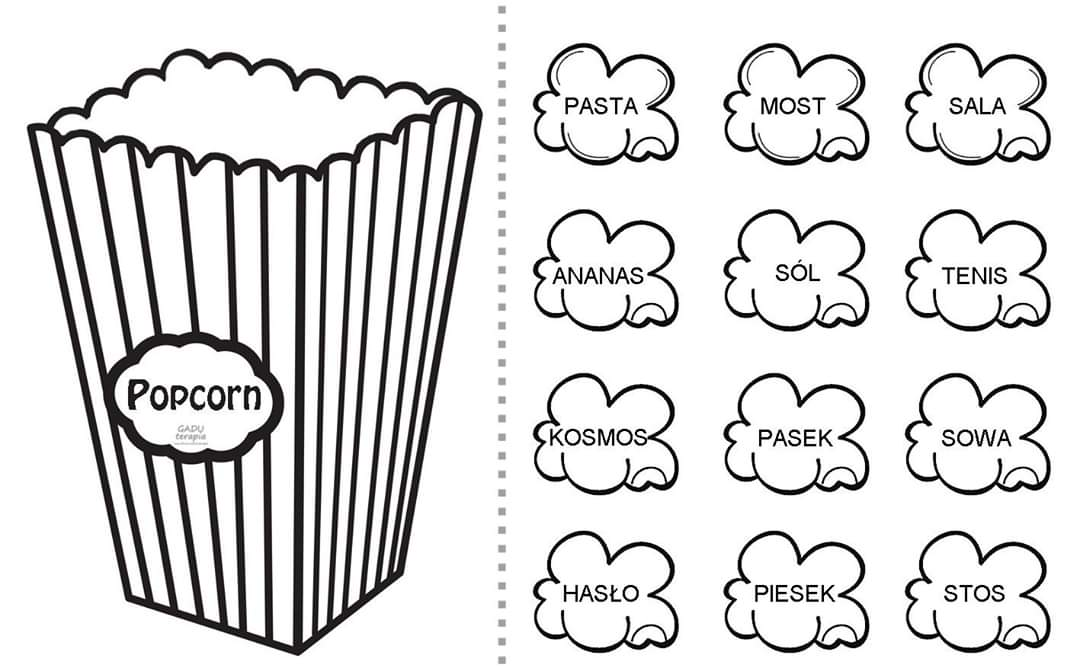 Popcorn
GADU
terapia
PASTA
MOST
SALA
ANANAS
SÓL
TENIS
KOSMOS
PASEK
SOWA
HASŁO
PIESEK
STOS